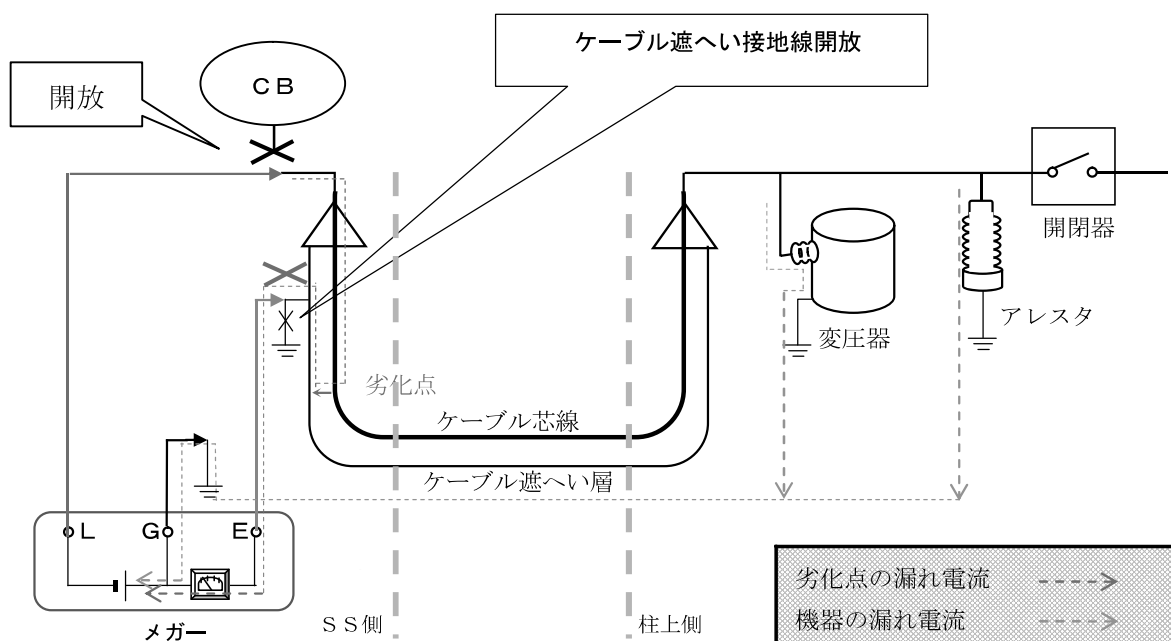 ケーブル遮へい接地線開放
開放
ＣＢ
開閉器
アレスタ
変圧器
劣化点
ケーブル芯線
ケーブル遮へい層
L G E
メガー
ＳＳ側
柱上側
劣化点の漏れ電流
機器の漏れ電流